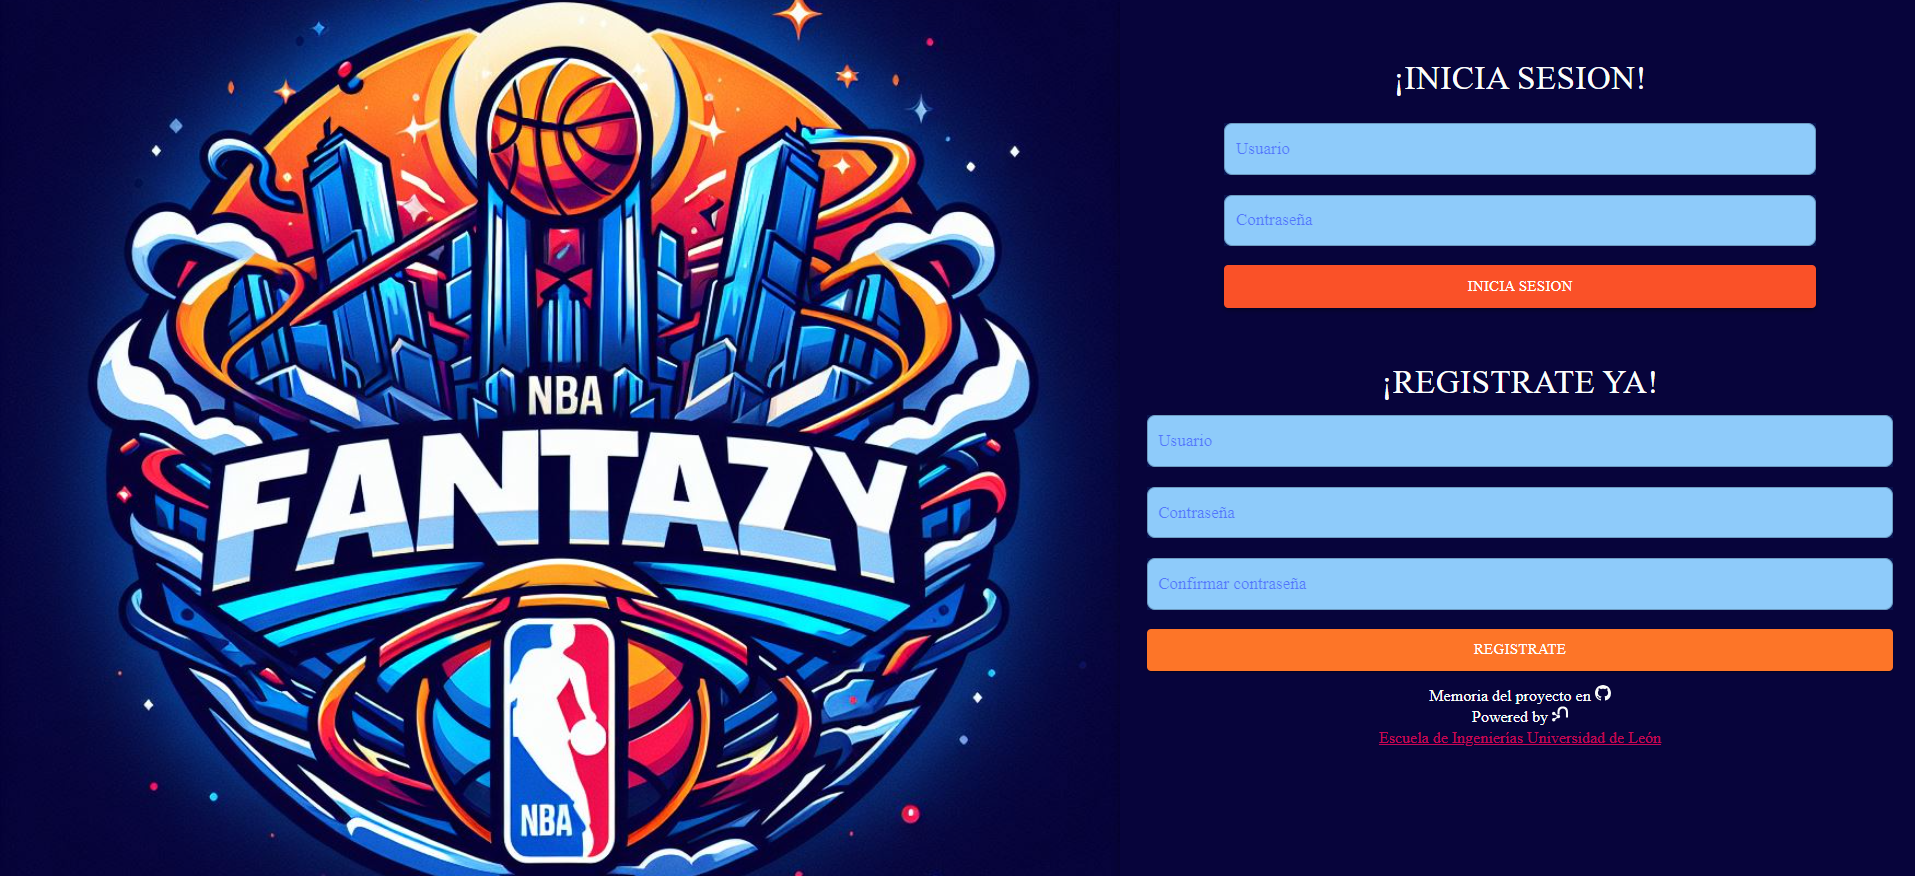 NBA
FANTAZY
NBA
¡INICIA SESION!
Usuario
Contraseña
INICIA SESION
¡REGISTRATE YA!
Usuario
Contraseña
Confirmar contraseña
REGISTRATE
Memoria del proyecto en
Powered by
Escuela de Ingenierías Universidad de León